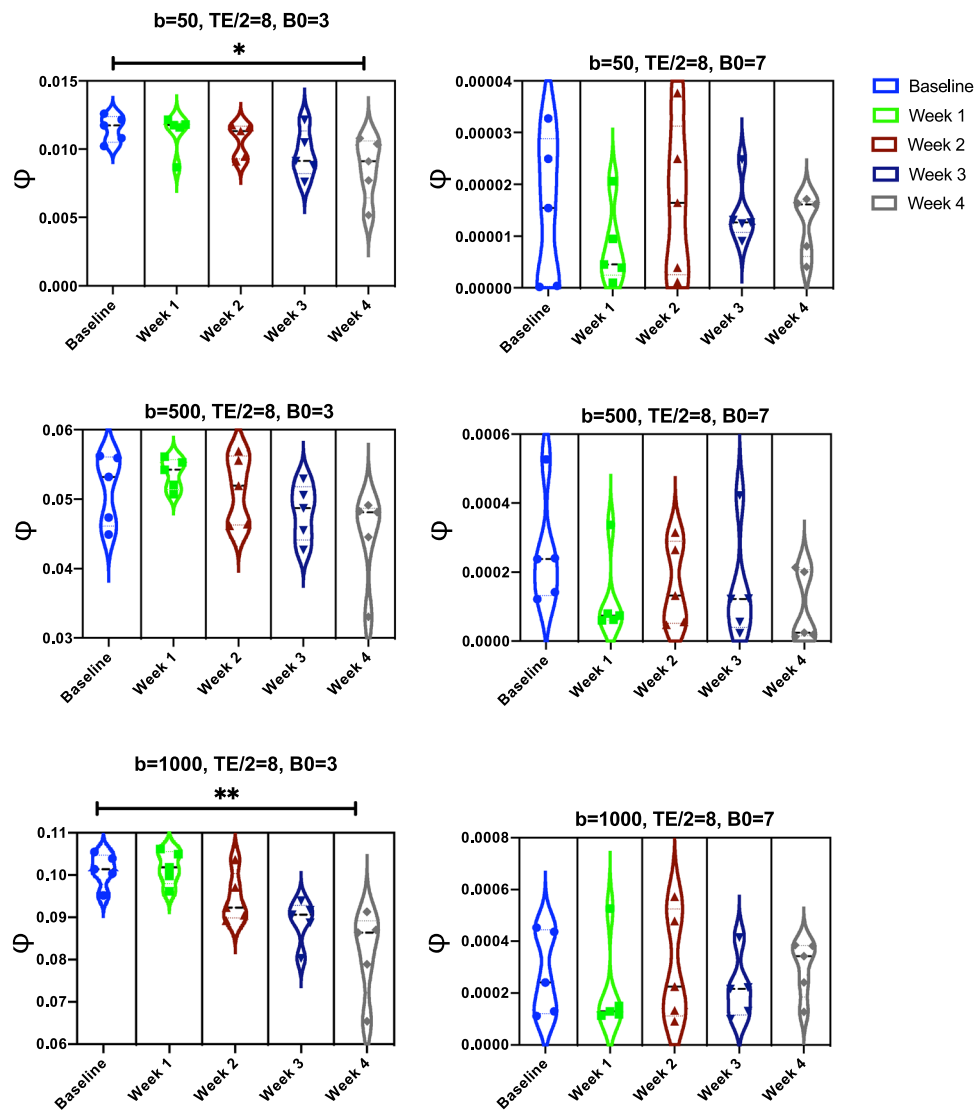 b=50, TE/2=8, B0=3
*
0.015
0.010
0.005
0.000
φ
Baseline
Week 1
Week 2
Week 3
Week 4
b=50, TE/2=8, B0=7
0.00004
0.00003
0.00002
0.00001
0.00000
φ
Baseline
Week 1
Week 2
Week 3
Week 4
Baseline
Week 1
Week 2
Week 3
Week 4
b=500, TE/2=8, B0=3
0.06
0.05
0.04
0.03
φ
Baseline
Week 1
Week 2
Week 3
Week 4
b=500, TE/2=8, B0=7
0.0006
0.0004
0.0002
0.0000
φ
Baseline
Week 1
Week 2
Week 3
Week 4
b=1000, TE/2=8, B0=3
**
0.11
0.10
0.09
0.08
0.07
0.06
φ
Baseline
Week 1
Week 2
Week 3
Week 4
b=1000, TE/2=8, B0=7
0.0008
0.0006
0.0004
0.0002
0.0000
φ
Baseline
Week 1
Week 2
Week 3
Week 4